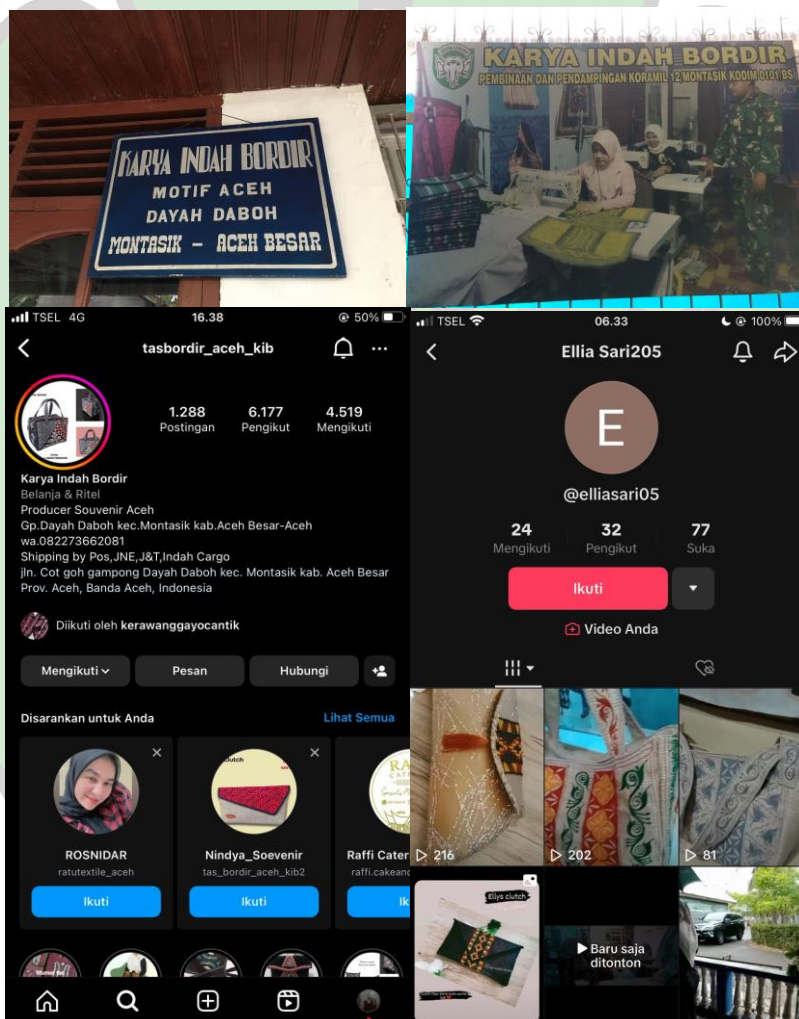 KARYA INDAH BORDIR
MOTIF ACEH
DAYAH DABOH
MONTASIK – ACEH BESAR
KARYA INDAH BORDIR
PEMBINAAN DAN PENDAMPINGAN KORAMIL 12 MONTASIK KODIM 0101/BS
TSEL 4G 16.38 50%
tasbordir_aceh_kib
1.288 6.177 4.519
Postingan Pengikut Mengikuti
Karya Indah Bordir
Belanja & Ritel
Producer Souvenir Aceh
Gp.Dayah Daboh kec.Montasik kab.Aceh Besar-Aceh
wa.082273662081
Shipping by Pos,JNE,J&T,Indah Cargo
jln. Cot goh gampong Dayah Daboh kec. Montasik kab. Aceh Besar
Prov. Aceh, Banda Aceh, Indonesia
Diikuti oleh kerawanggayocantik
Mengikuti Pesan Hubungi
Disarankan untuk Anda Lihat Semua
clutch
ROSNIDAR Nindya_Soevenir Raffi Cater
ratutextile_aceh tas_bordir_aceh_kib2 raffi.cakeand
Ikuti Ikuti Ik
TSEL 06.33 100%
Ellia Sari205
E
@elliasari05
24 32 77
Mengikuti Pengikut Suka
Ikuti
Video Anda
216 202 81
Ellys clutch
Baru saja
ditonton